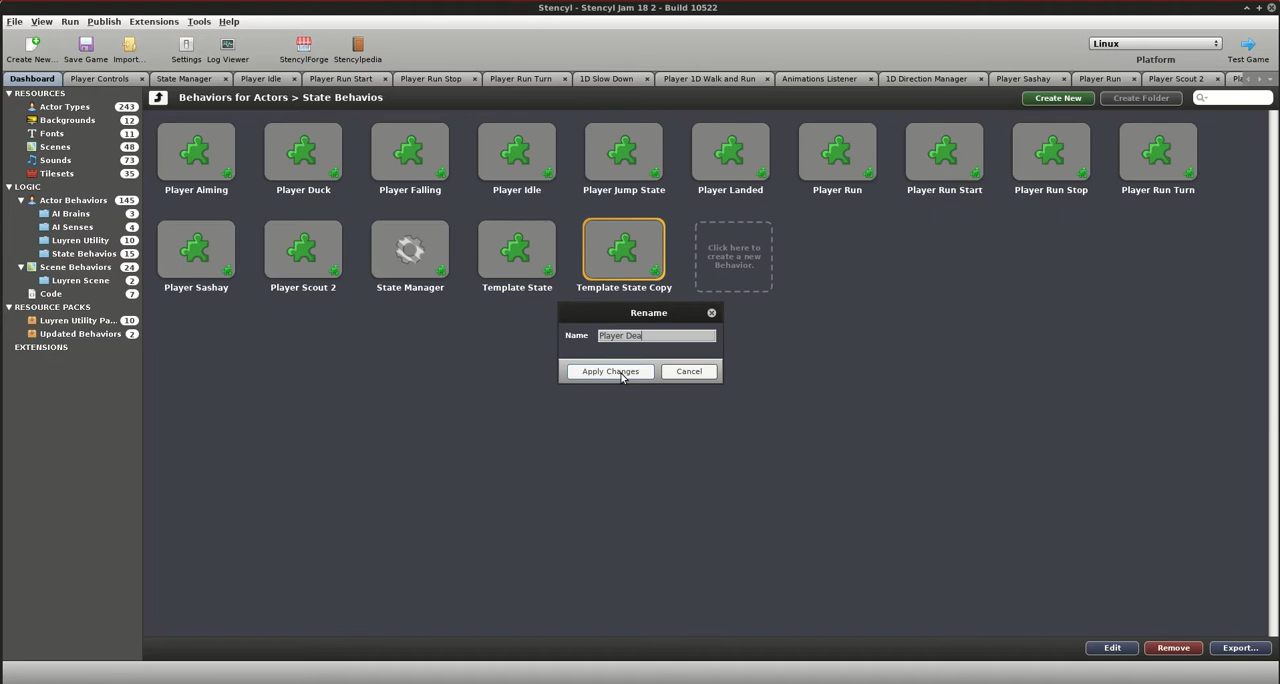 Stencyl - Stencyl Jam 18 2 - Build 10522
File View Run Publish Extensions Tools Help
Create New... Save Game Import... Settings Log Viewer StencylForge Stencylpedia Linux Platform Test Game
Dashboard Player Controls State Manager Player Idle Player Run Start Player Run Stop Player Run Turn 1D Slow Down Player 1D Walk and Run Animations Listener 1D Direction Manager Player Sashay Player Run Player Scout 2
RESOURCES
Actor Types 243
Backgrounds 12
Fonts 11
Scenes 48
Sounds 73
Tilesets 35
LOGIC
Actor Behaviors 145
AI Brains 3
AI Senses 4
Luyren Utility 10
State Behavios 15
Scene Behaviors 24
Luyren Scene 2
Code 7
RESOURCE PACKS
Luyren Utility Pa... 10
Updated Behaviors 2
EXTENSIONS
Behaviors for Actors > State Behavios
Create New Create Folder
Player Aiming Player Duck Player Falling Player Idle Player Jump State Player Landed Player Run Player Run Start Player Run Stop Player Run Turn
Player Sashay Player Scout 2 State Manager Template State Template State Copy
Click here to
create a new
Behavior.
Rename
Name Player Dea
Apply Changes Cancel
Edit Remove Export...